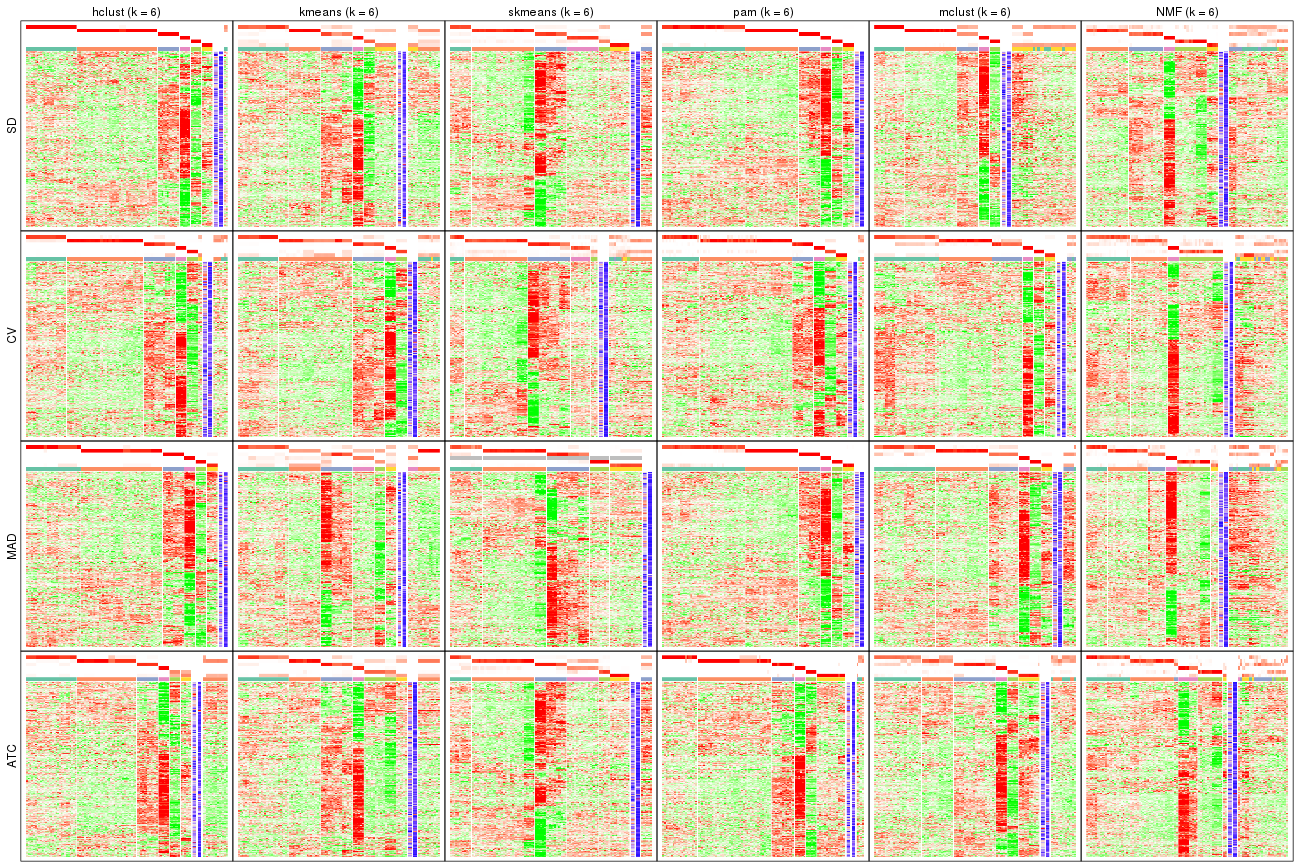 hclust (k = 6)
kmeans (k = 6)
skmeans (k = 6)
pam (k = 6)
mclust (k = 6)
NMF (k = 6)
SD
CV
MAD
ATC